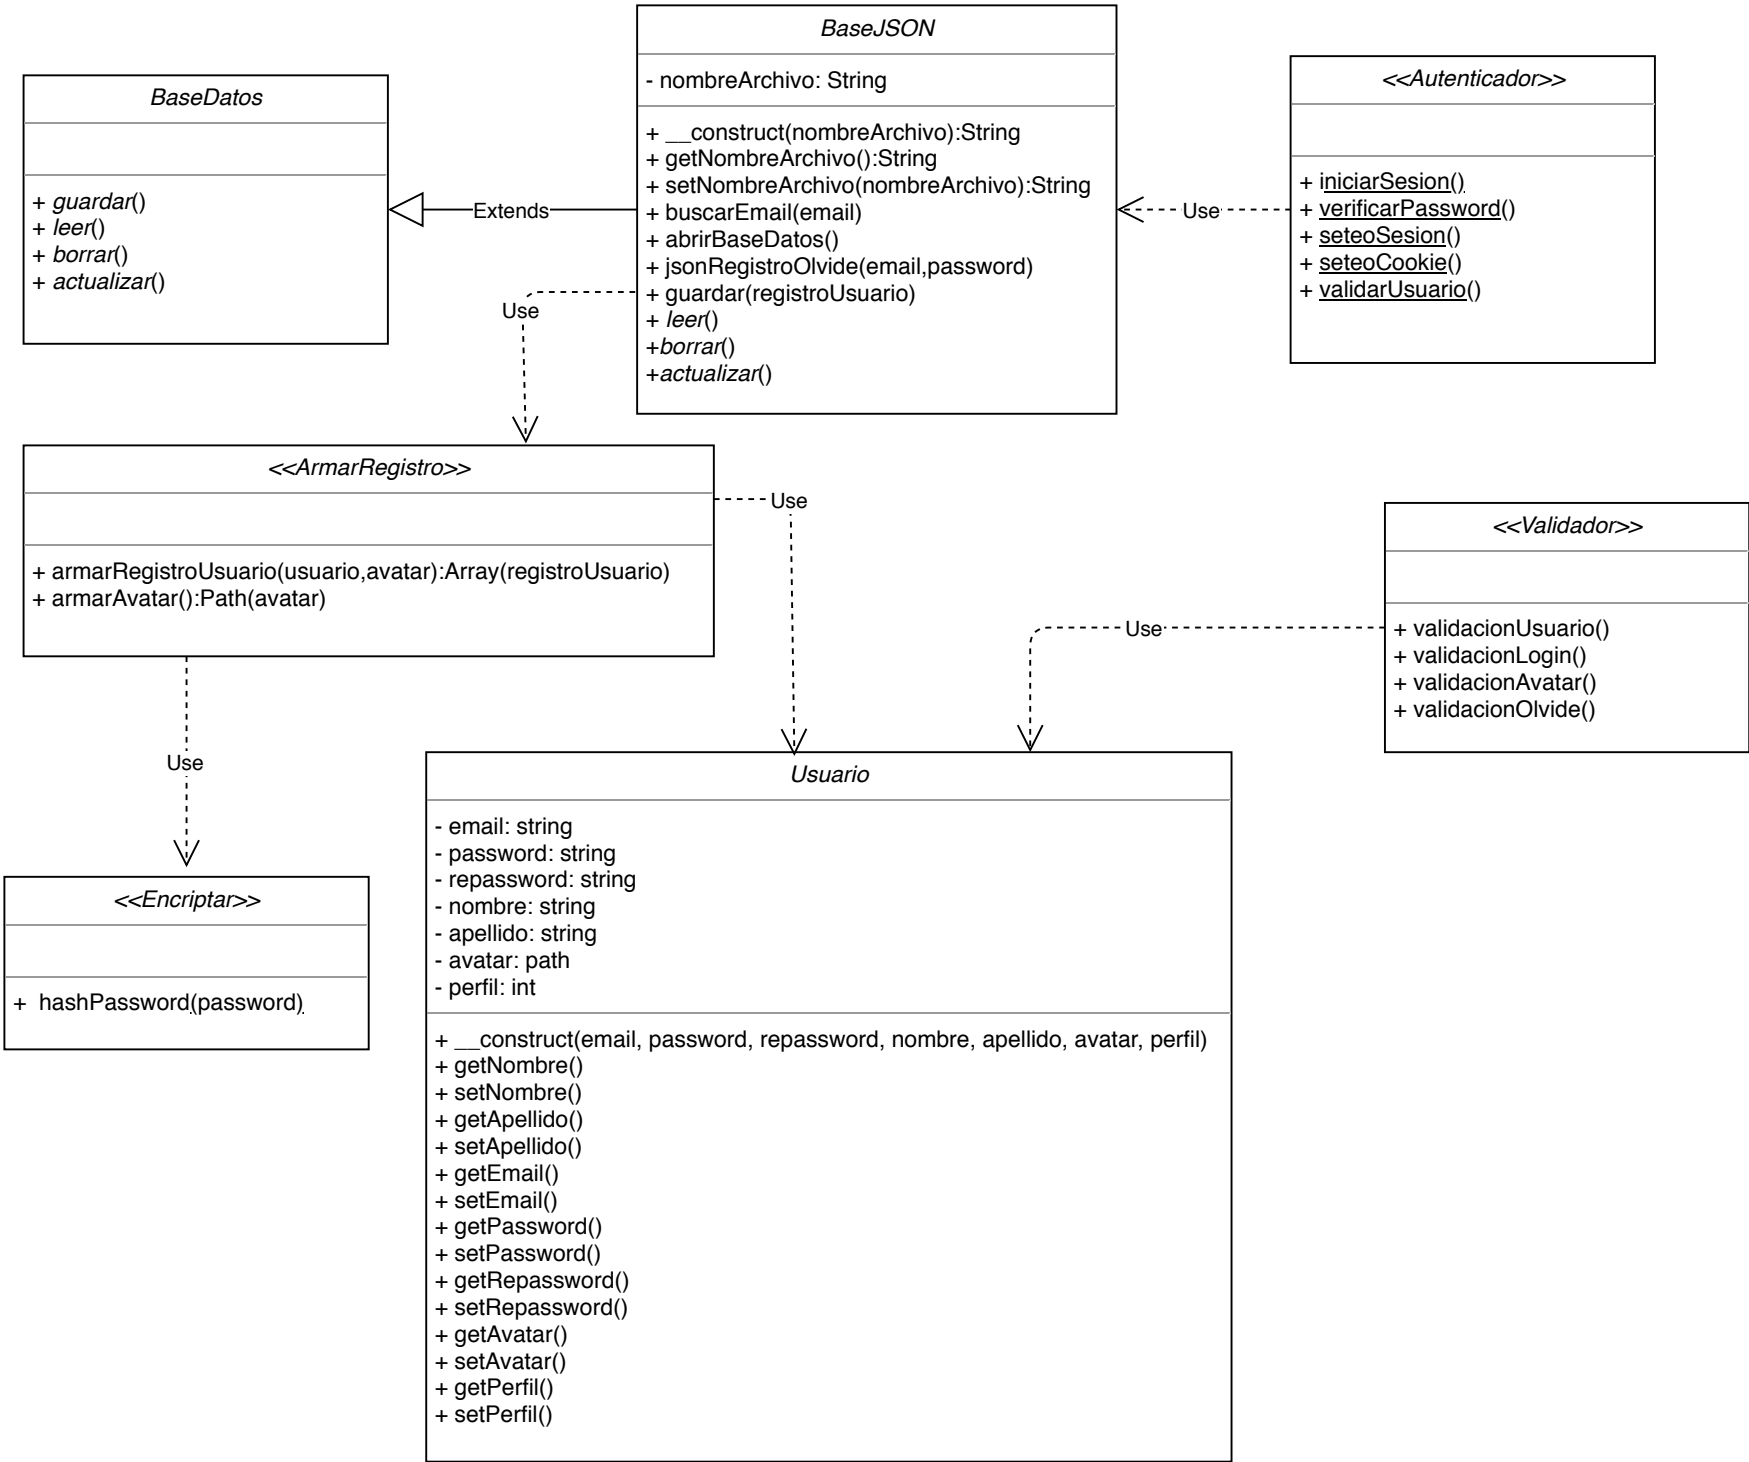 BaseJSON
- nombreArchivo: String
+ __construct(nombreArchivo):String
+ getNombreArchivo():String
+ setNombreArchivo(nombreArchivo):String
+ buscarEmail(email)
+ abrirBaseDatos()
+ jsonRegistroOlvide(email,password)
+ guardar(registroUsuario)
+ leer()
+borrar()
+actualizar()
BaseDatos
+ guardar()
+ leer()
+ borrar()
+ actualizar()
Extends
<<Autenticador>>
+ iniciarSesion()
+ verificarPassword()
+ seteoSesion()
+ seteoCookie()
+ validarUsuario()
Use
Use
<<ArmarRegistro>>
+ armarRegistroUsuario(usuario,avatar):Array(registroUsuario)
+ armarAvatar():Path(avatar)
Use
<<Validador>>
+ validacionUsuario()
+ validacionLogin()
+ validacionAvatar()
+ validacionOlvide()
Use
Use
<<Encriptar>>
+  hashPassword(password)
Usuario
- email: string
- password: string
- repassword: string
- nombre: string
- apellido: string
- avatar: path
- perfil: int
+ __construct(email, password, repassword, nombre, apellido, avatar, perfil)
+ getNombre()
+ setNombre()
+ getApellido()
+ setApellido()
+ getEmail()
+ setEmail()
+ getPassword()
+ setPassword()
+ getRepassword()
+ setRepassword()
+ getAvatar()
+ setAvatar()
+ getPerfil()
+ setPerfil()